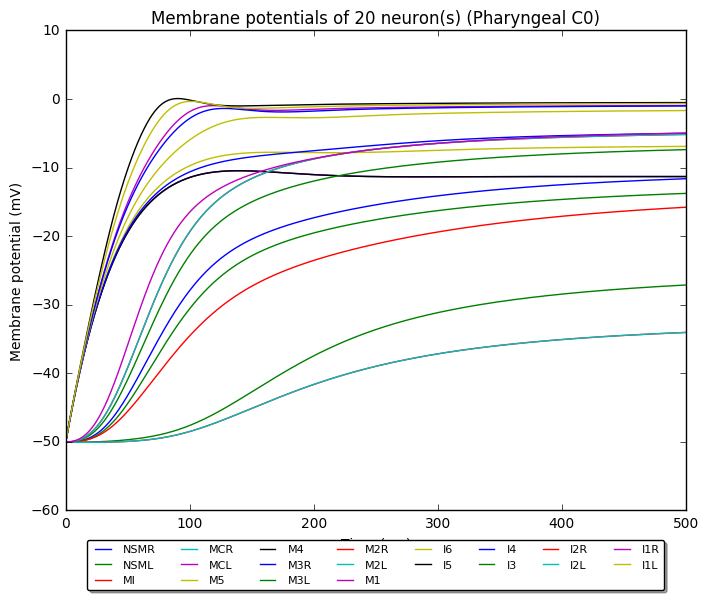 Membrane potentials of 20 neuron(s) (Pharyngeal C0)
10
0
−10
−20
−30
−40
−50
−60
Membrane potential (mV)
0 100 200 300 400 500
NSMR MCR M4 M2R I6 I4 I2R I1R
NSML MCL M3R M2L I5 I3 I2L I1L
MI M5 M3L M1